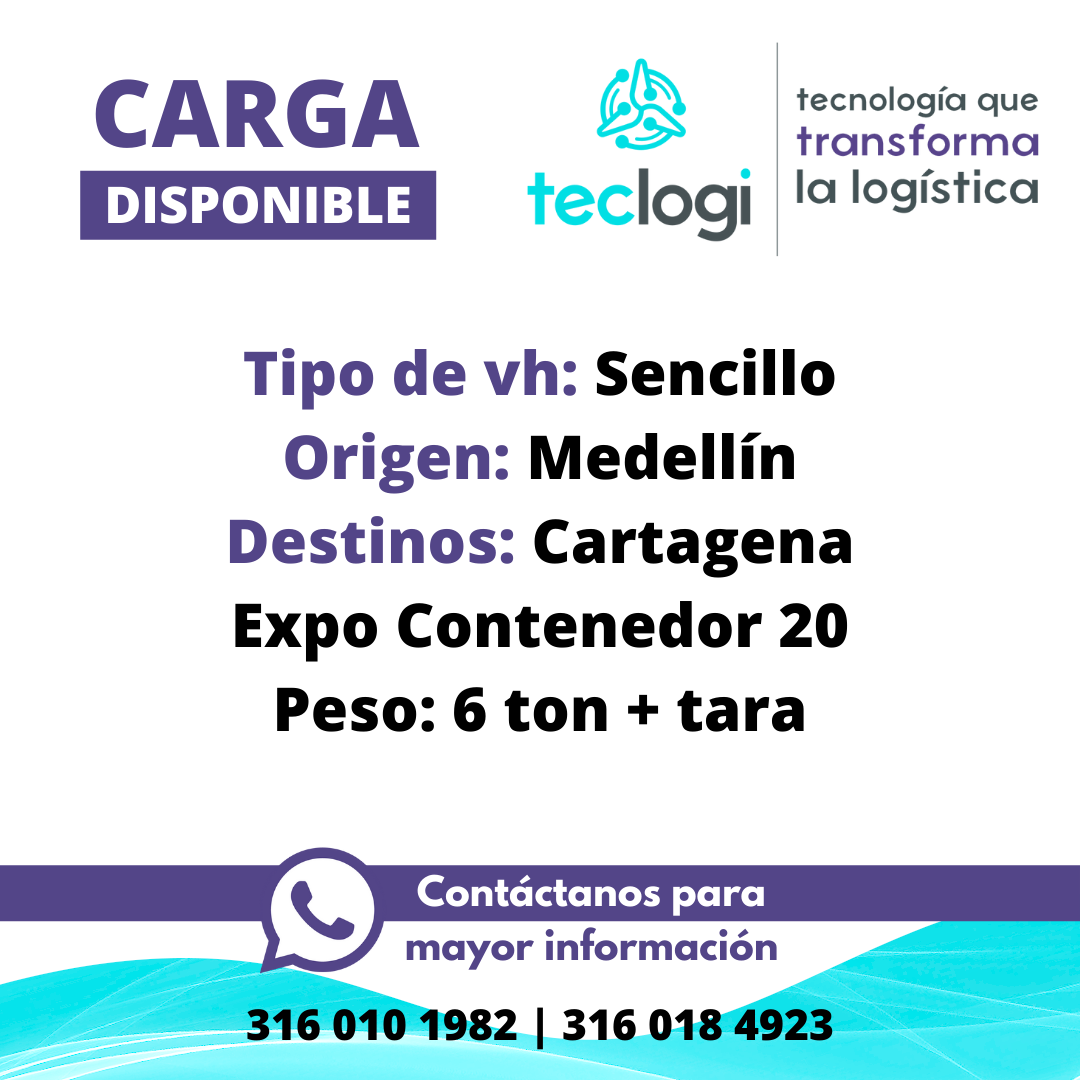 CARGA
DISPONIBLE
teclogi
tecnología que
transforma
la logística
Tipo de vh: Sencillo
Origen: Medellín
Destinos: Cartagena
Expo Contenedor 20
Peso: 6 ton + tara
Contáctanos para
mayor información
316 010 1982 | 316 018 4923